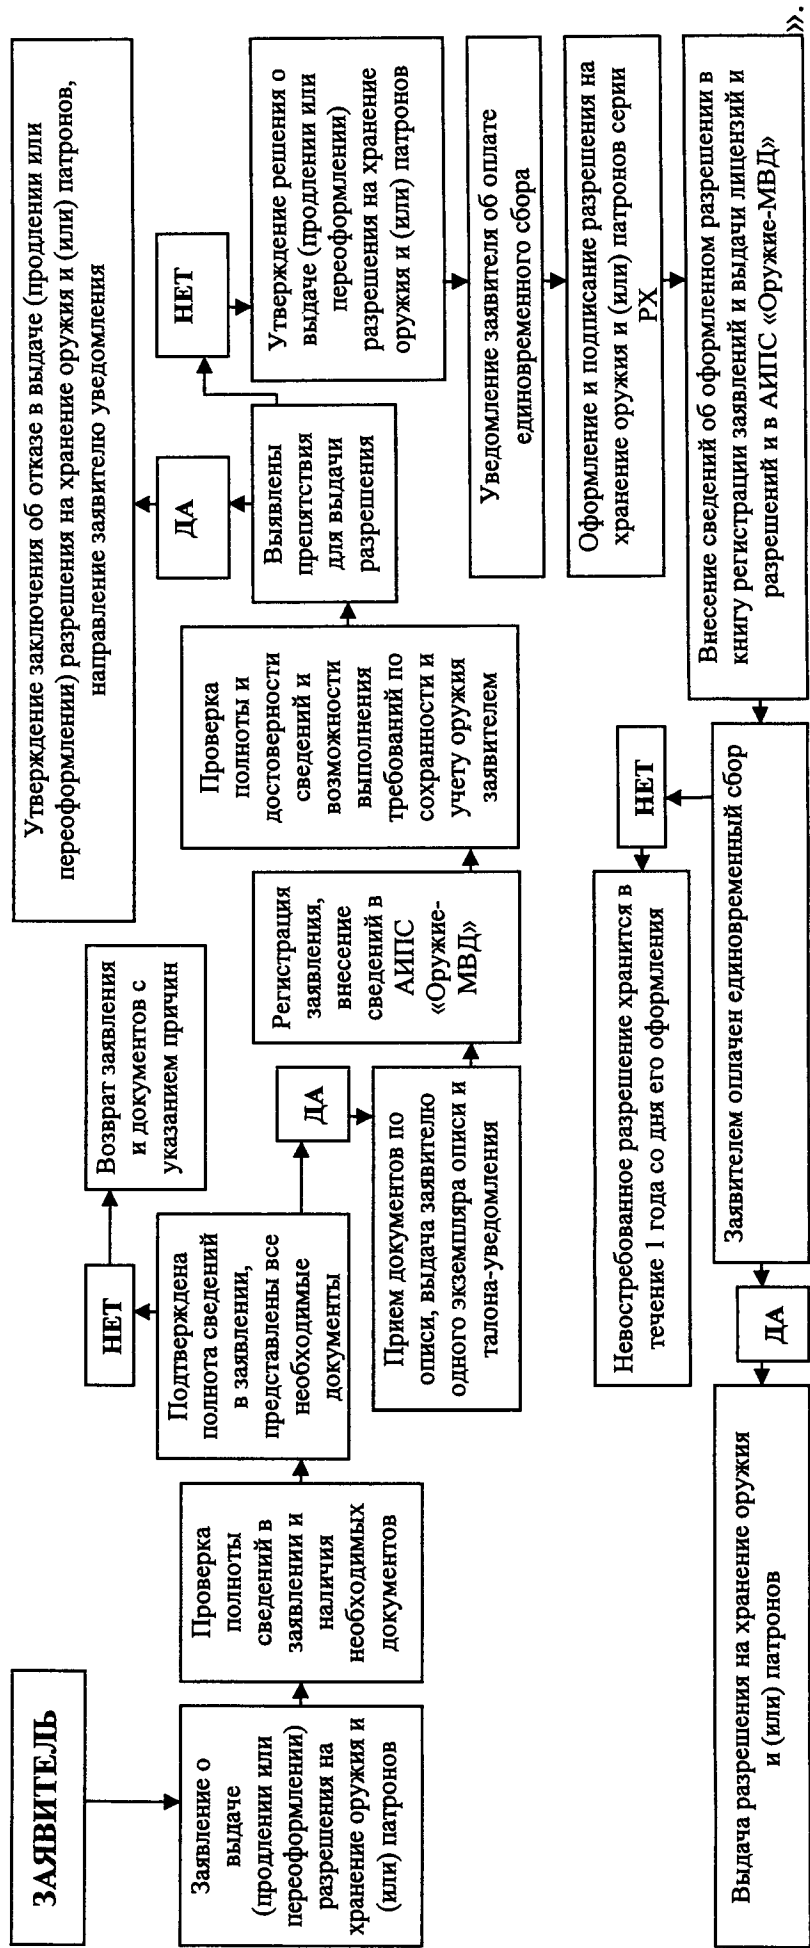 ЗАЯВИТЕЛЬ
Заявление о
выдаче
(продлении или
переоформлении)
разрешения на
хранение оружия и
(или) патронов
Проверка
полноты
сведений в
заявлении и
наличия
необходимых
документов
Подтверждена
полнота сведений
в заявлении,
представлены все
необходимые
документы
НЕТ
Возврат заявления
и документов с
указанием причин
ДА
Прием документов по
описи, выдача заявителю
одного экземпляра описи и
талона-уведомления
Регистрация
заявления,
внесение
сведений в
АИПС
«Оружие-
МВД»
Проверка
полноты и
достоверности
сведений и
возможности
выполнения
требований по
сохранности и
учету оружия
заявителем
Выявлены
препятствия
для выдачи
разрешения
ДА
Утверждение заключения об отказе в выдаче (продлении или
переоформлении) разрешения на хранение оружия и (или) патронов,
направление заявителю уведомления
НЕТ
Утверждение решения о
выдаче (продлении или
переоформлении)
разрешения на хранение
оружия и (или) патронов
Уведомление заявителя об оплате
единовременного сбора
Оформление и подписание разрешения на
хранение оружия и (или) патронов серии
РХ
Внесение сведений об оформленном разрешении в
книгу регистрации заявлений и выдачи лицензий и
разрешений и в АИПС «Оружие-МВД»
Заявителем оплачен единовременный сбор
НЕТ
Невостребованное разрешение хранится в
течение 1 года со дня его оформления
ДА
Выдача разрешения на хранение оружия
и (или) патронов
».